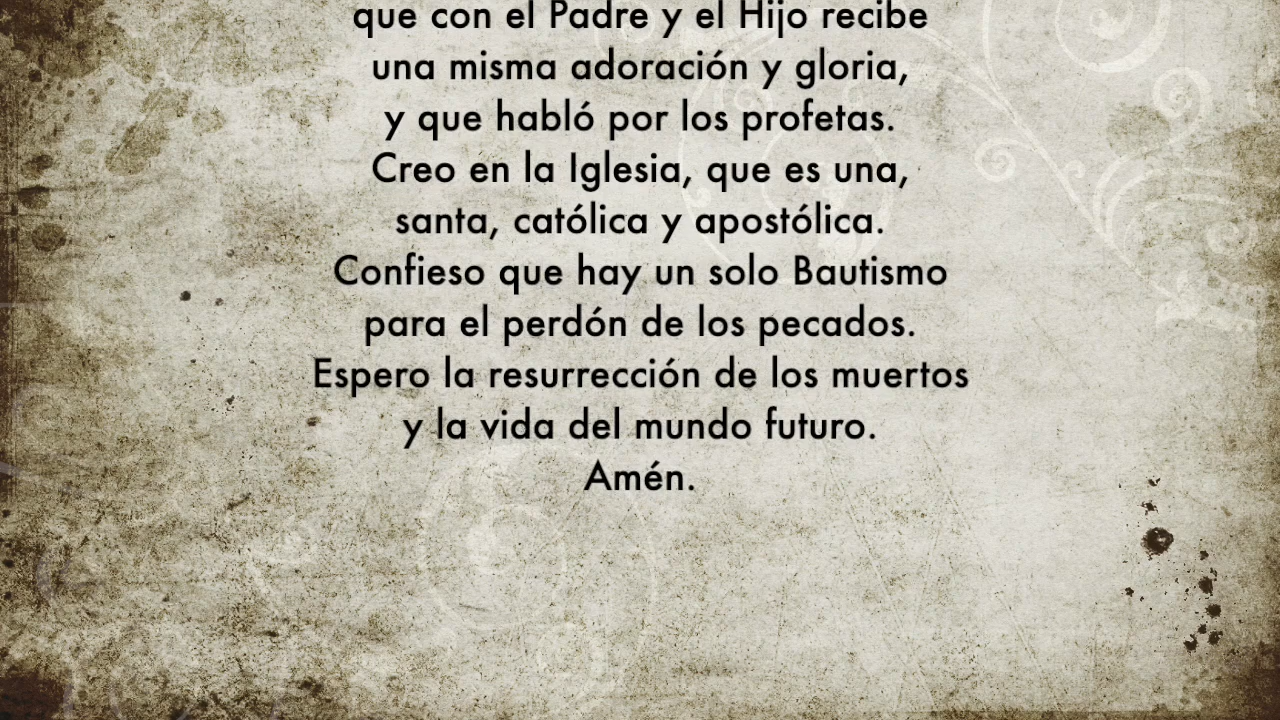 que con el Padre y el Hijo recibe
una misma adoración y gloria,
y que habló por los profetas.
Creo en la Iglesia, que es una,
santa, católica y apostólica.
Confieso que hay un solo Bautismo
para el perdón de los pecados.
Espero la resurrección de los muertos
y la vida del mundo futuro.
Amén.